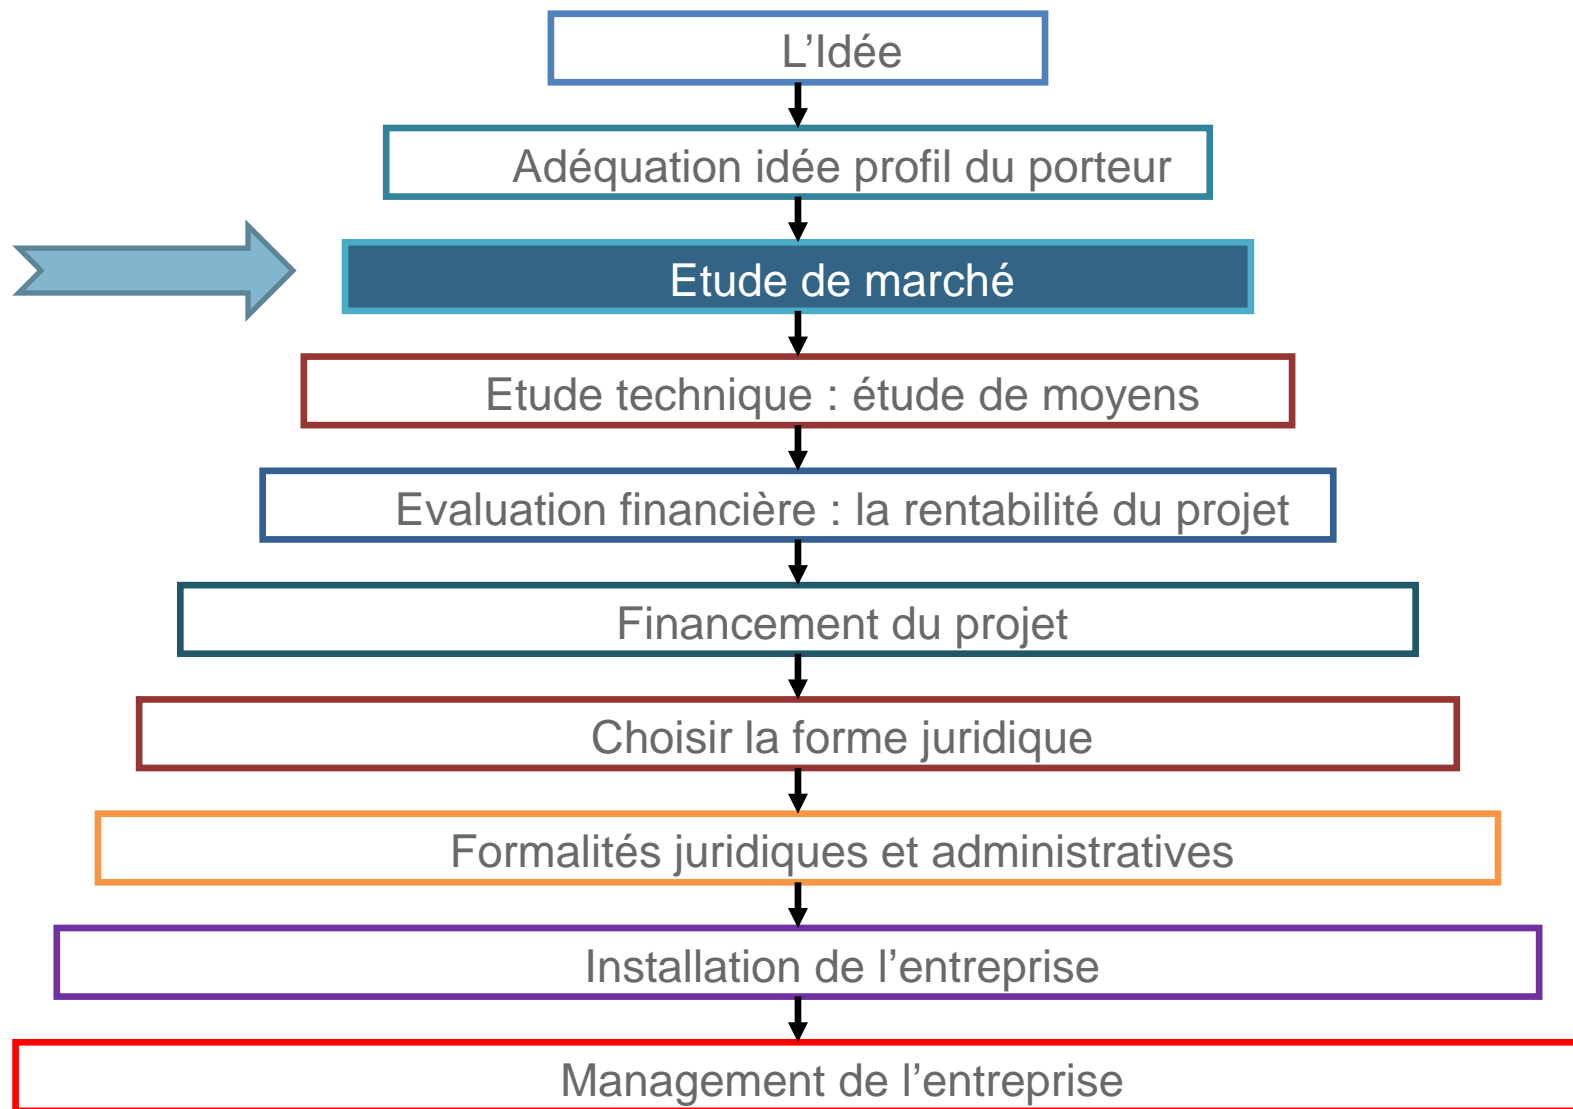 L’Idée
Adéquation idée profil du porteur
Etude de marché
Etude technique : étude de moyens
Evaluation financière : la rentabilité du projet
Financement du projet
Choisir la forme juridique
Formalités juridiques et administratives
Installation de l’entreprise
Management de l’entreprise